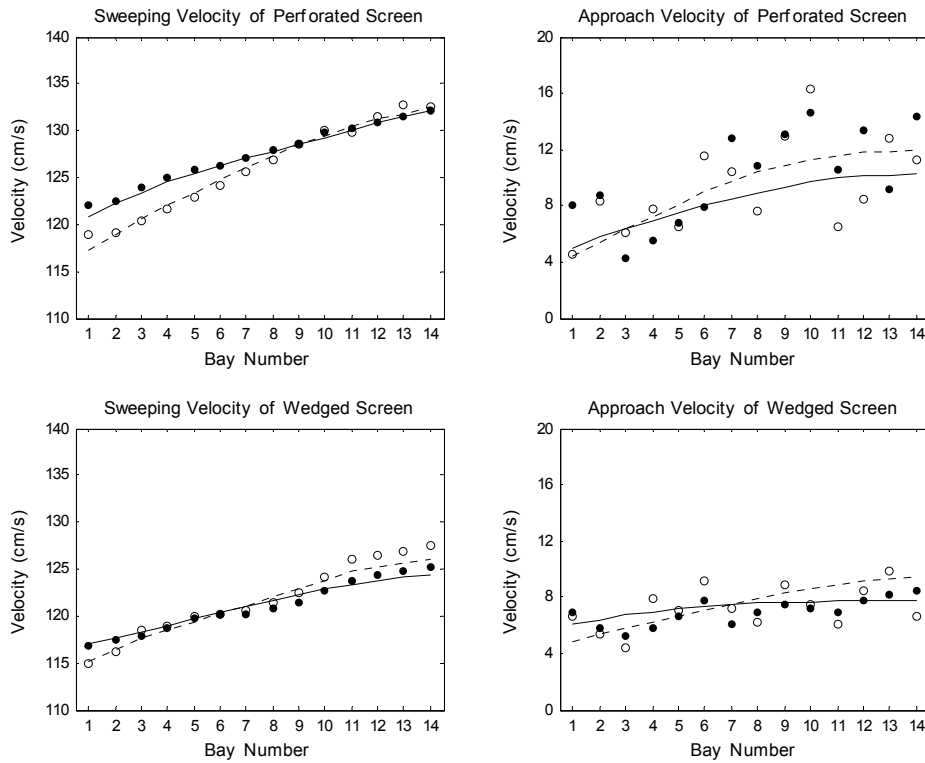 Sweeping Velocity of Perforated Screen
140
135
130
125
120
115
110
Velocity (cm/s)
1 2 3 4 5 6 7 8 9 10 11 12 13 14
Bay Number
Approach Velocity of Perforated Screen
20
16
12
8
4
0
Velocity (cm/s)
1 2 3 4 5 6 7 8 9 10 11 12 13 14
Bay Number
Sweeping Velocity of Wedged Screen
140
135
130
125
120
115
110
Velocity (cm/s)
1 2 3 4 5 6 7 8 9 10 11 12 13 14
Bay Number
Approach Velocity of Wedged Screen
20
16
12
8
4
0
Velocity (cm/s)
1 2 3 4 5 6 7 8 9 10 11 12 13 14
Bay Number